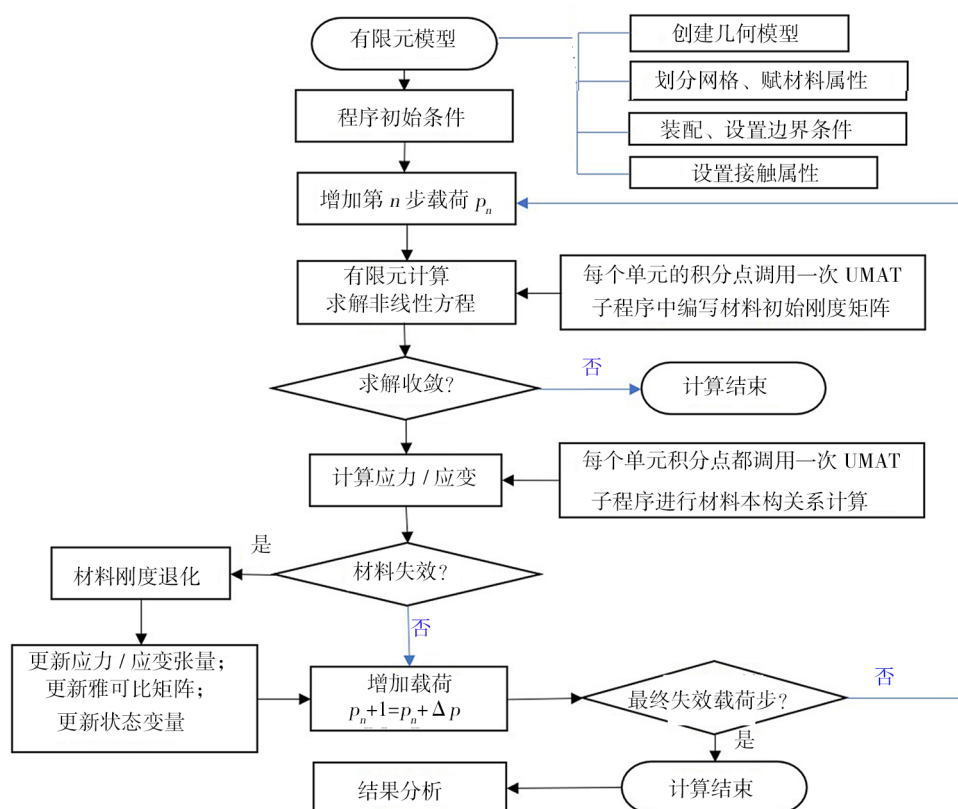 有限元模型
创建几何模型
划分网格、赋材料属性
装配、设置边界条件
设置接触属性
程序初始条件
增加第 n 步载荷 pₙ
有限元计算
求解非线性方程
每个单元的积分点调用一次 UMAT
子程序中编写材料初始刚度矩阵
求解收敛?
否
计算结束
计算应力 / 应变
每个单元积分点都调用一次 UMAT
子程序进行材料本构关系计算
材料失效?
是
否
材料刚度退化
更新应力 / 应变张量;
更新雅可比矩阵;
更新状态变量
增加载荷
pₙ+1=pₙ+Δp
最终失效载荷步?
否
是
计算结束
结果分析